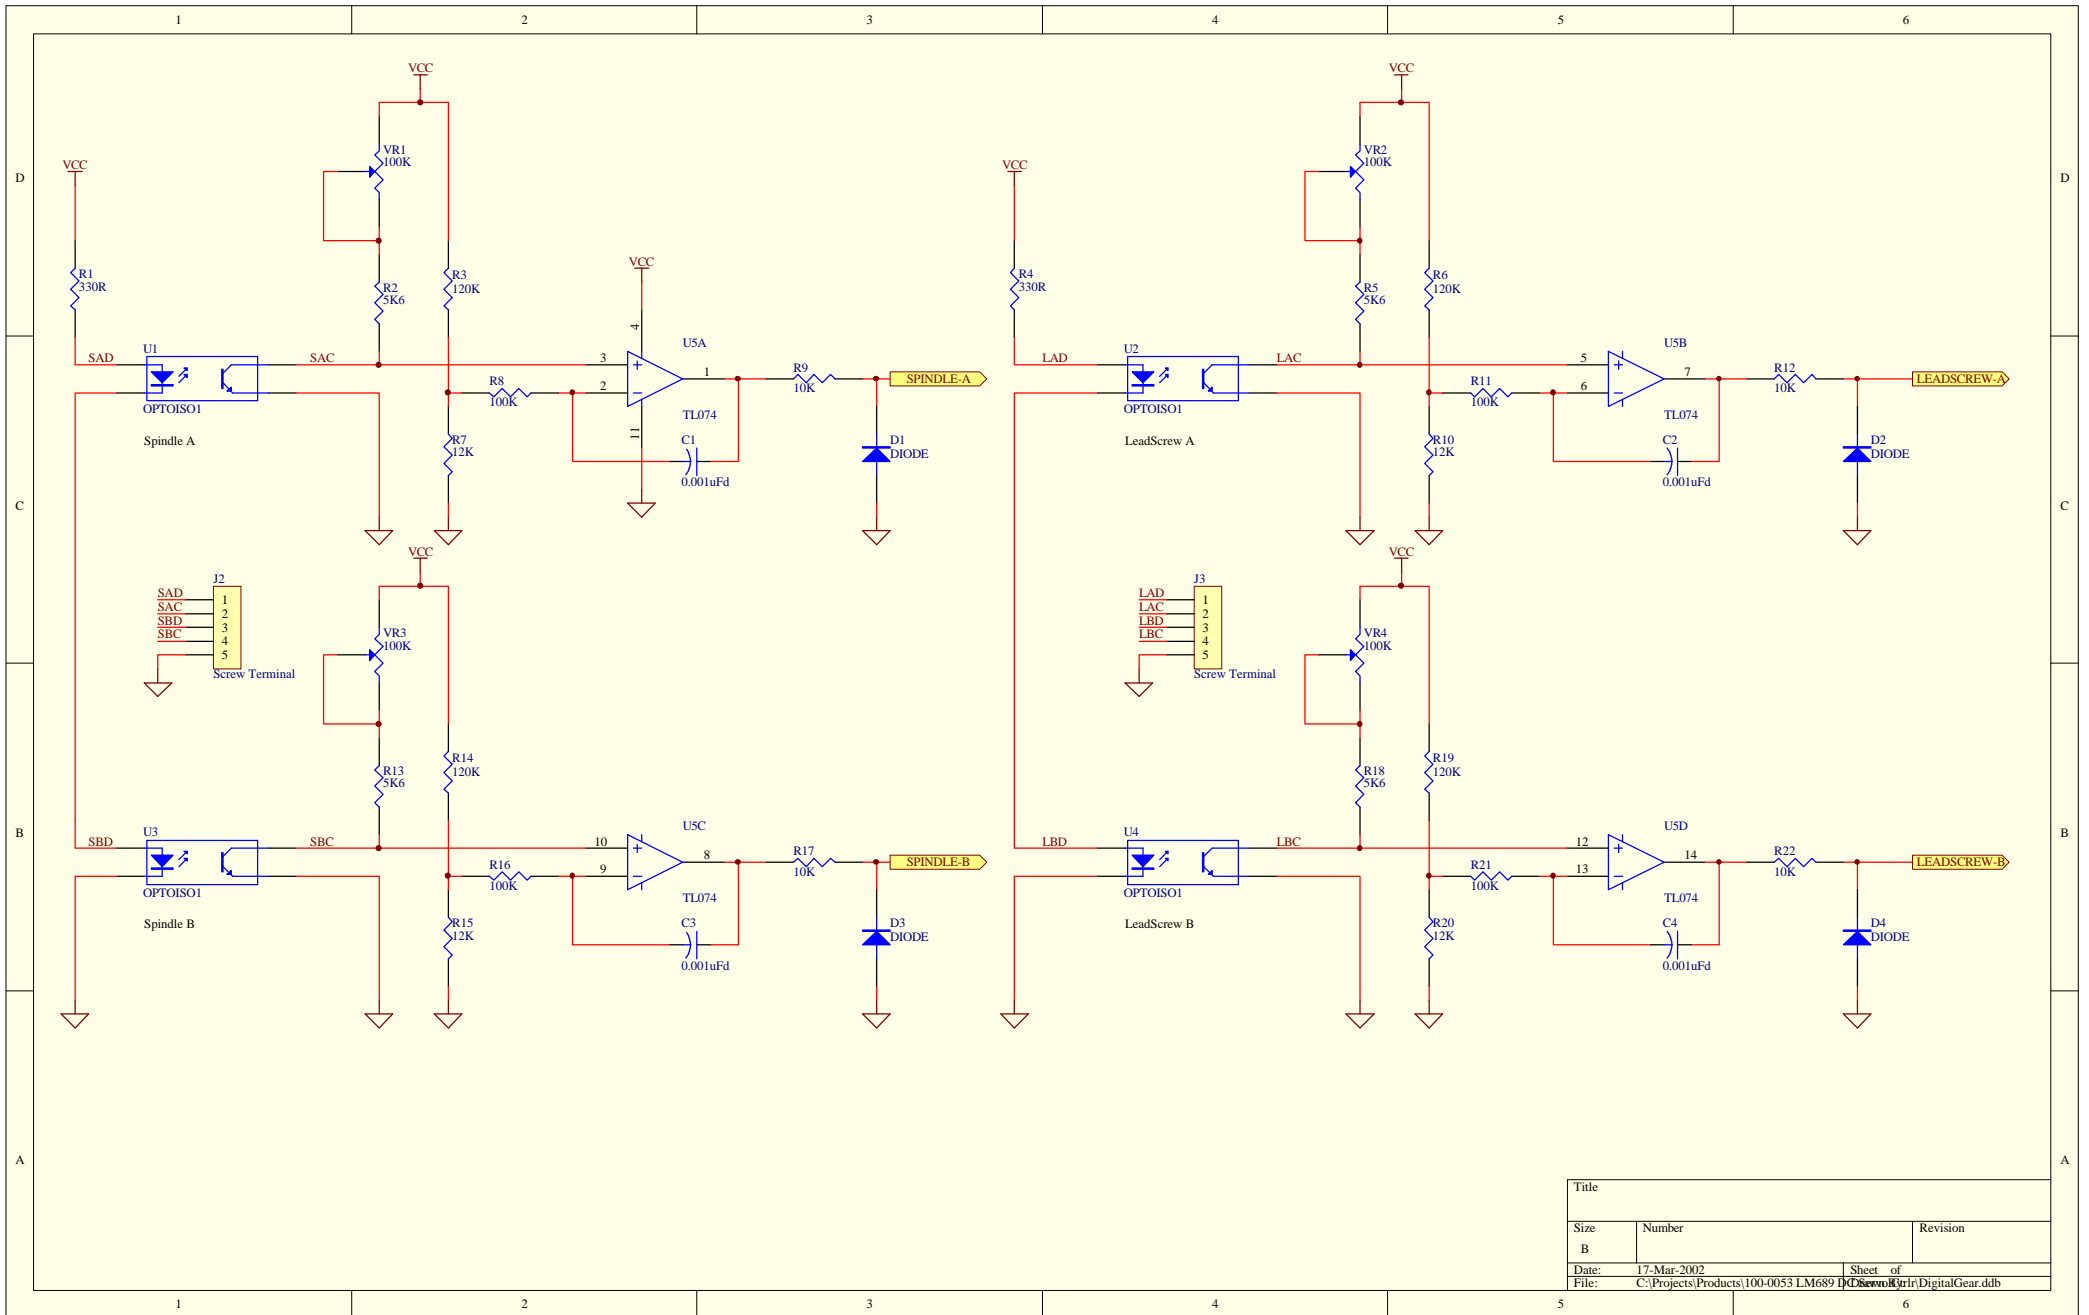 1 2 3 4 5 6
VCC VCC
VR1
100K
VR2
100K
D VCC VCC D
R1
330R
R2
5K6
R3
120K
VCC
R4
330R
R5
5K6
R6
120K
4
SAD U1 SAC 3 U5A
2 1
R8
100K
R9
10K
SPINDLE-A
OPTOISO1
Spindle A
R7
12K
11
TL074
C1
0.001uFd
D1
DIODE
LAD U2 LAC 5 U5B
6 7
R11
100K
R12
10K
LEADSCREW-A
OPTOISO1
LeadScrew A
R10
12K
TL074
C2
0.001uFd
D2
DIODE
C C
VCC VCC
J2
SAD 1
SAC 2
SBD 3
SBC 4
5
Screw Terminal
VR3
100K
J3
LAD 1
LAC 2
LBD 3
LBC 4
5
Screw Terminal
VR4
100K
R13
5K6
R14
120K
R18
5K6
R19
120K
B B
SBD U3 SBC 10 U5C
9 8
R16
100K
R17
10K
SPINDLE-B
OPTOISO1
Spindle B
R15
12K
TL074
C3
0.001uFd
D3
DIODE
LBD U4 LBC 12 U5D
13 14
R21
100K
R22
10K
LEADSCREW-B
OPTOISO1
LeadScrew B
R20
12K
TL074
C4
0.001uFd
D4
DIODE
A A
Title
Size Number Revision
B
Date: 17-Mar-2002 Sheet of
File: C:\Projects\Products\100-0053 LM689 \DigitalGear.ddb
1 2 3 4 5 6